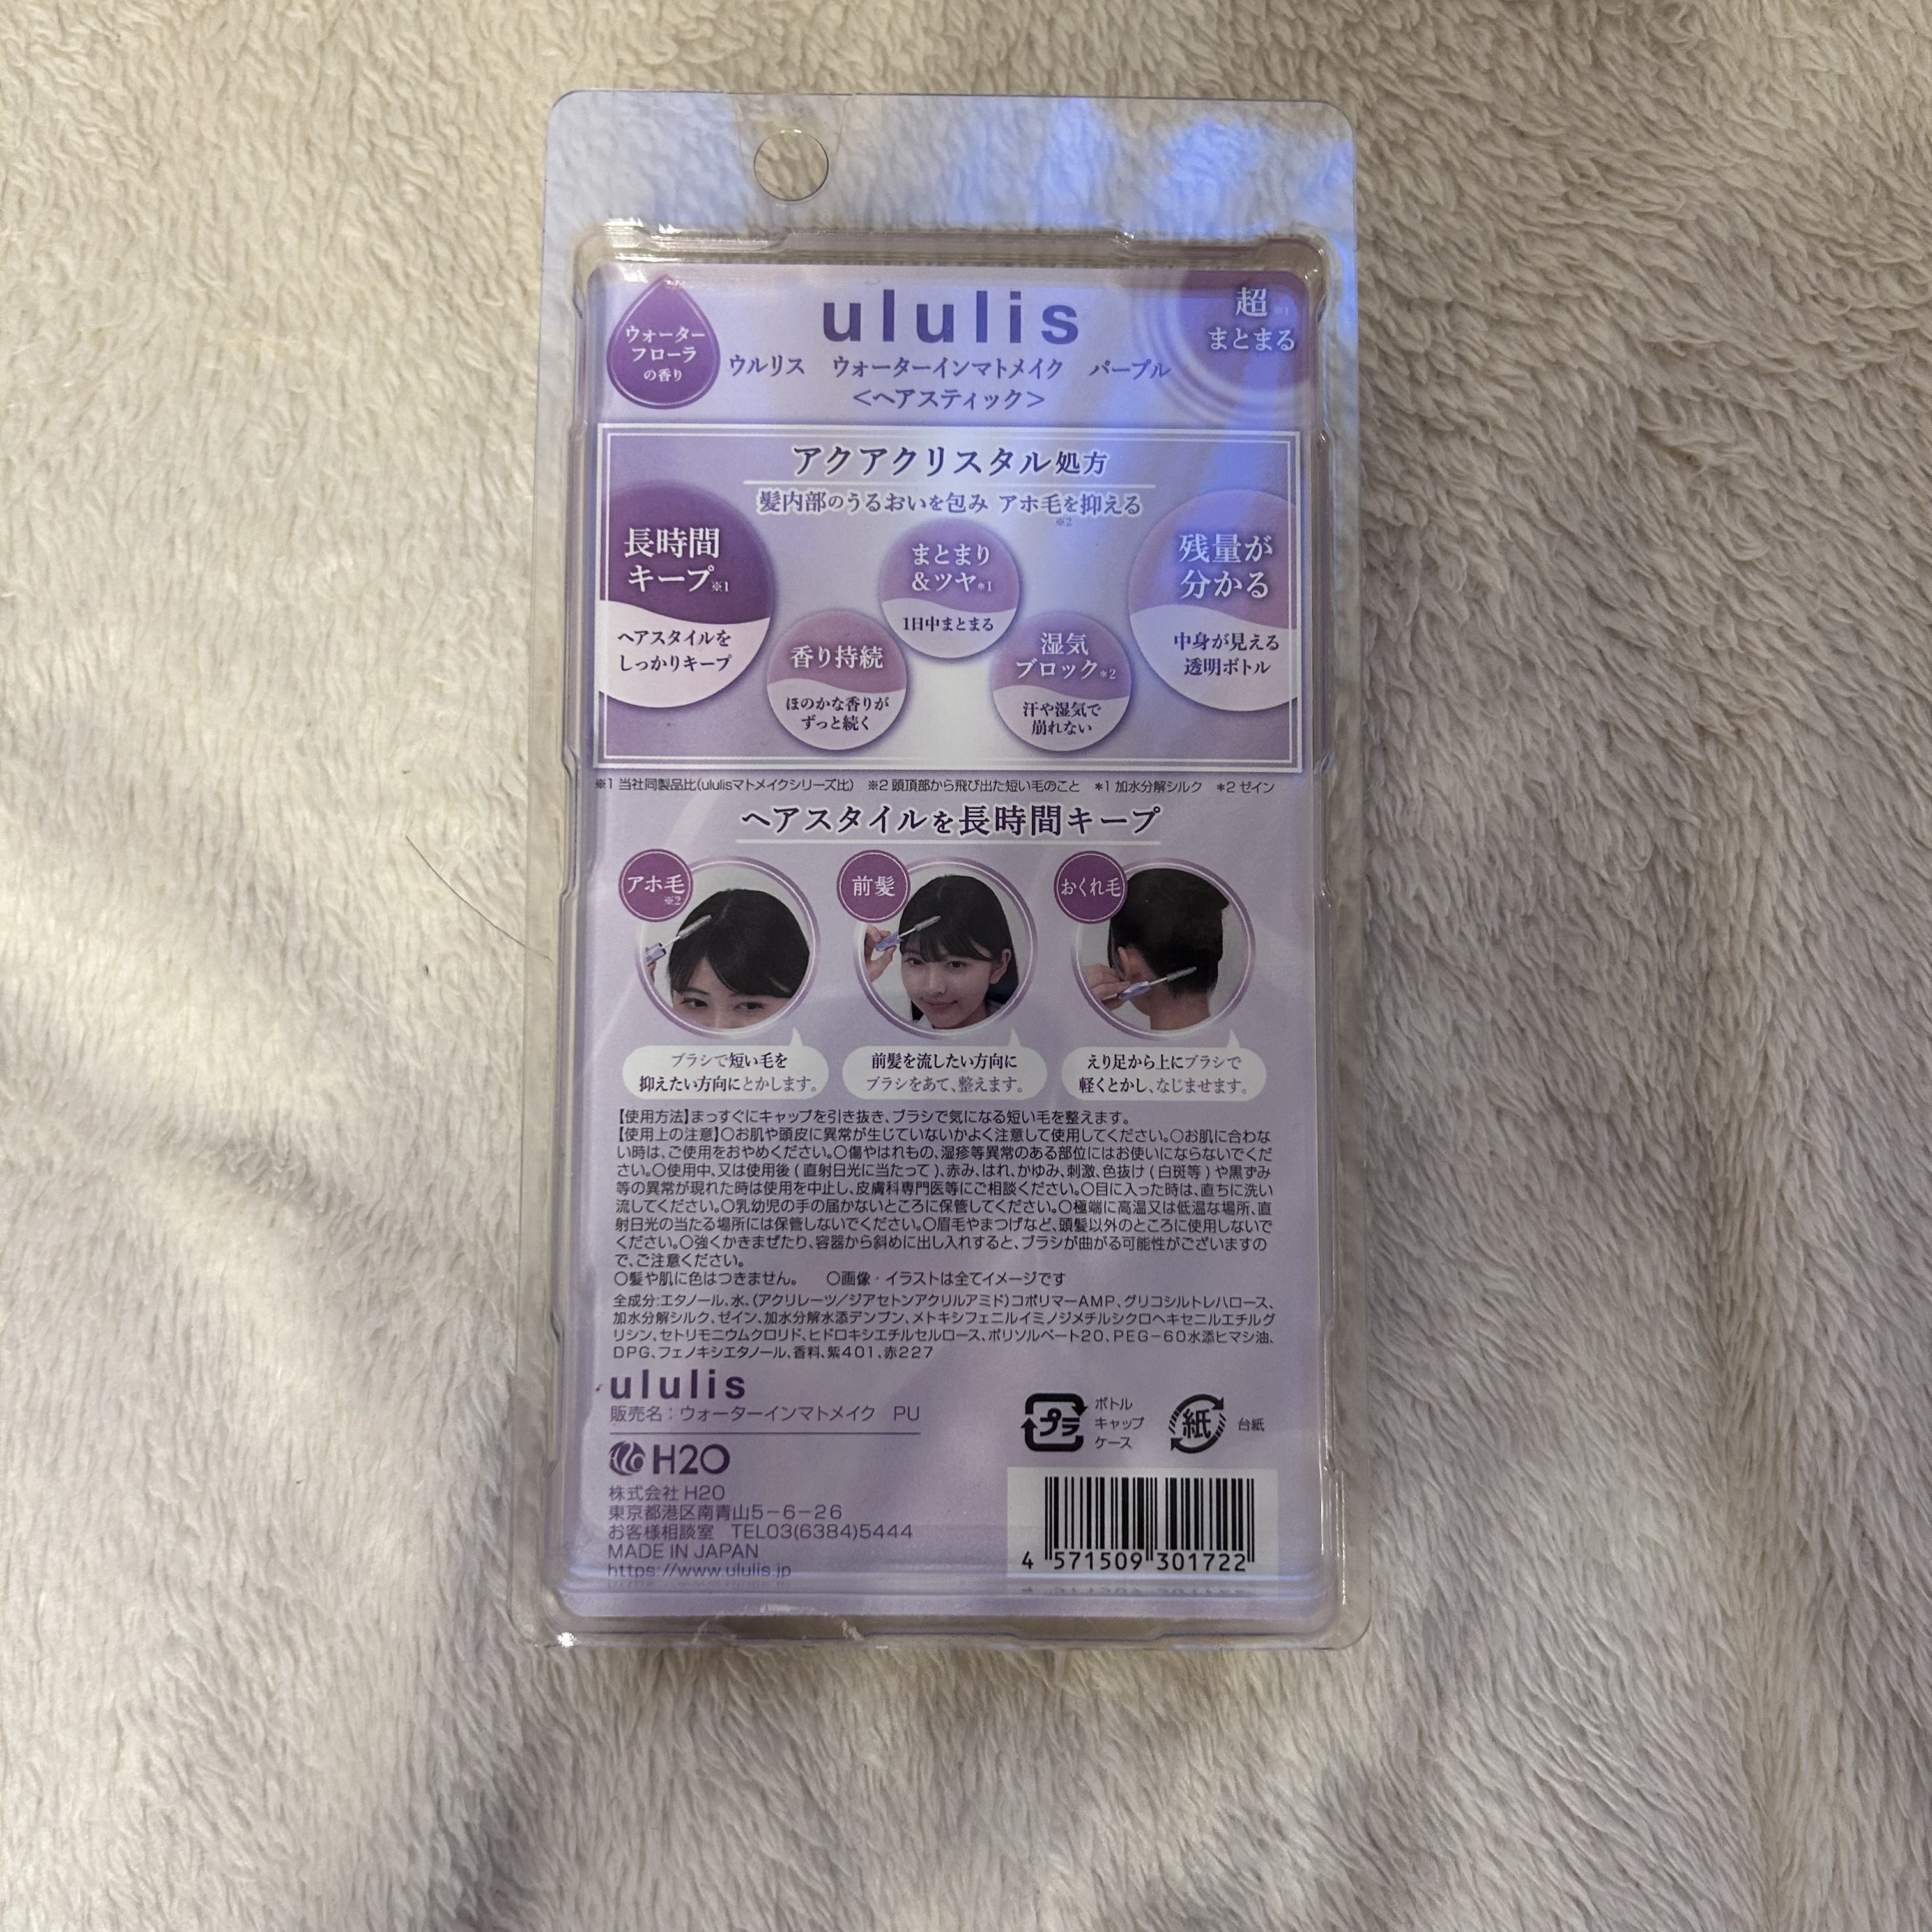 ululis
ウォーター
フローラ
の香り
超※1
まとまる
ウルリス ウォーターインマトメイク パープル
<ヘアスティック>
アクアクリスタル処方
髪内部のうるおいを包み アホ毛を抑える
※2
長時間
キープ※1
ヘアスタイルを
しっかりキープ
香り持続
ほのかな香りが
ずっと続く
まとまり
&ツヤ*1
1日中まとまる
湿気
ブロック*2
汗や湿気で
崩れない
残量が
分かる
中身が見える
透明ボトル
※1 当社同製品比(ululisマトメイクシリーズ比) ※2 頭頂部から飛び出た短い毛のこと *1 加水分解シルク *2 ゼイン
ヘアスタイルを長時間キープ
アホ毛
※2
ブラシで短い毛を
抑えたい方向にとかします。
前髪
前髪を流したい方向に
ブラシをあて、整えます。
おくれ毛
えり足から上にブラシで
軽くとかし、なじませます。
【使用方法】まっすぐにキャップを引き抜き、ブラシで気になる短い毛を整えます。
【使用上の注意】○お肌や頭皮に異常が生じていないかよく注意して使用してください。○お肌に合わな
い時は、ご使用をおやめください。○傷やはれもの、湿疹等異常のある部位にはお使いにならないでくだ
さい。○使用中、又は使用後(直射日光に当たって)、赤み、はれ、かゆみ、刺激、色抜け(白斑等)や黒ずみ
等の異常が現れた時は使用を中止し、皮膚科専門医等にご相談ください。○目に入った時は、直ちに洗い
流してください。○乳幼児の手の届かないところに保管してください。○極端に高温又は低温な場所、直
射日光の当たる場所には保管しないでください。○眉毛やまつげなど、頭髪以外のところに使用しないで
ください。○強くかきまぜたり、容器から斜めに出し入れすると、ブラシが曲がる可能性がございますの
で、ご注意ください。
○髪や肌に色はつきません。 ○画像・イラストは全てイメージです
全成分:エタノール、水、(アクリレーツ/ジアセトンアクリルアミド)コポリマーAMP、グリコシルトレハロース、
加水分解シルク、ゼイン、加水分解水添デンプン、メトキシフェニルイミノジメチルシクロヘキセニルエチルグ
リシン、セトリモニウムクロリド、ヒドロキシエチルセルロース、ポリソルベート20、PEG-60水添ヒマシ油、
DPG、フェノキシエタノール、香料、紫401、赤227
ululis
販売名:ウォーターインマトメイク PU
H2O
株式会社H2O
東京都港区南青山5-6-26
お客様相談室 TEL03(6384)5444
MADE IN JAPAN
https://www.ululis.jp
プラ
ボトル
キャップ
ケース
紙
台紙
4 571509 301722